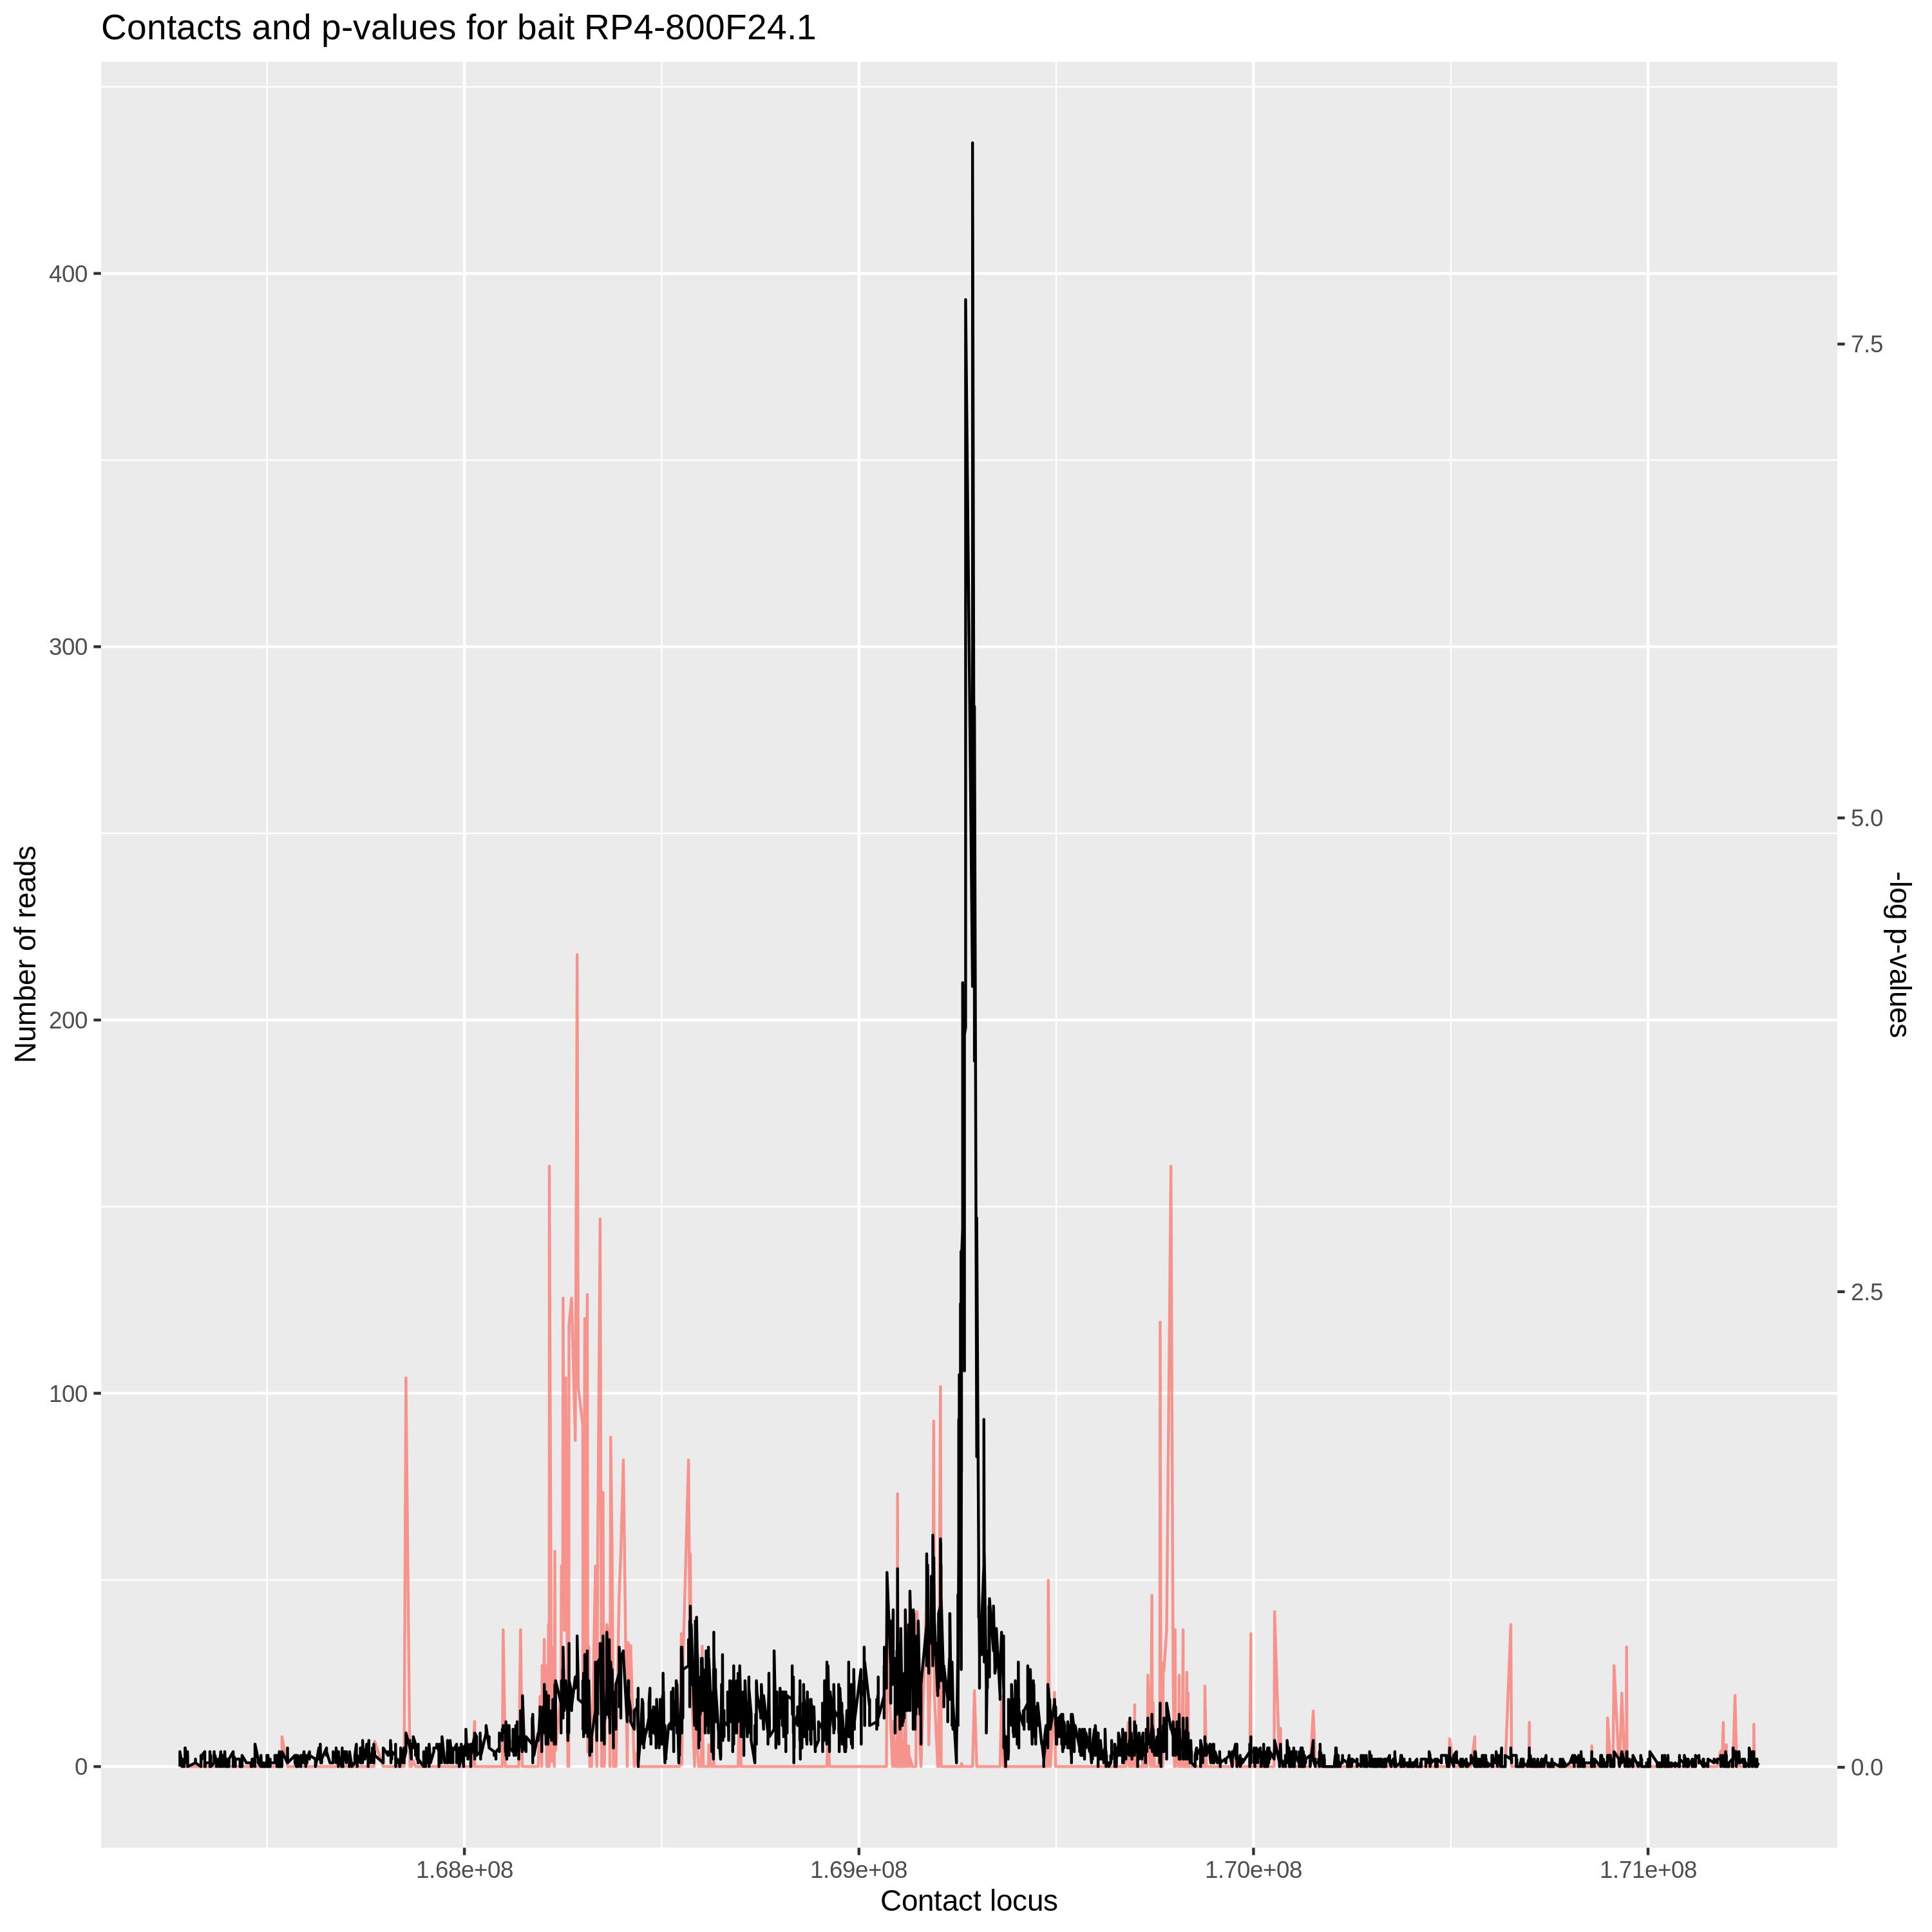 Contacts and p-values for bait RP4-800F24.1
400
300
200
100
0
Number of reads
7.5
5.0
2.5
0.0
-log p-values
1.68e+08
1.69e+08
1.70e+08
1.71e+08
Contact locus